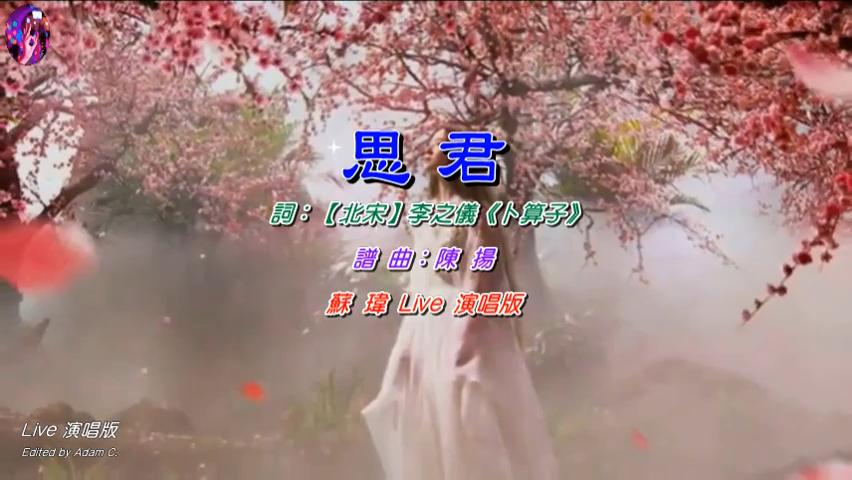 思 君
詞：【北宋】李之儀《卜算子》
譜 曲：陳 揚
蘇 瑋 Live 演唱版
Live 演唱版
Edited by Adam C.